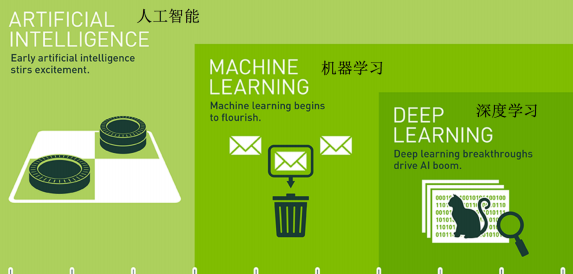 ARTIFICIAL
INTELLIGENCE
人工智能
Early artificial intelligence
stirs excitement.
MACHINE
LEARNING
机器学习
Machine learning begins
to flourish.
DEEP
LEARNING
深度学习
Deep learning breakthroughs
drive AI boom.